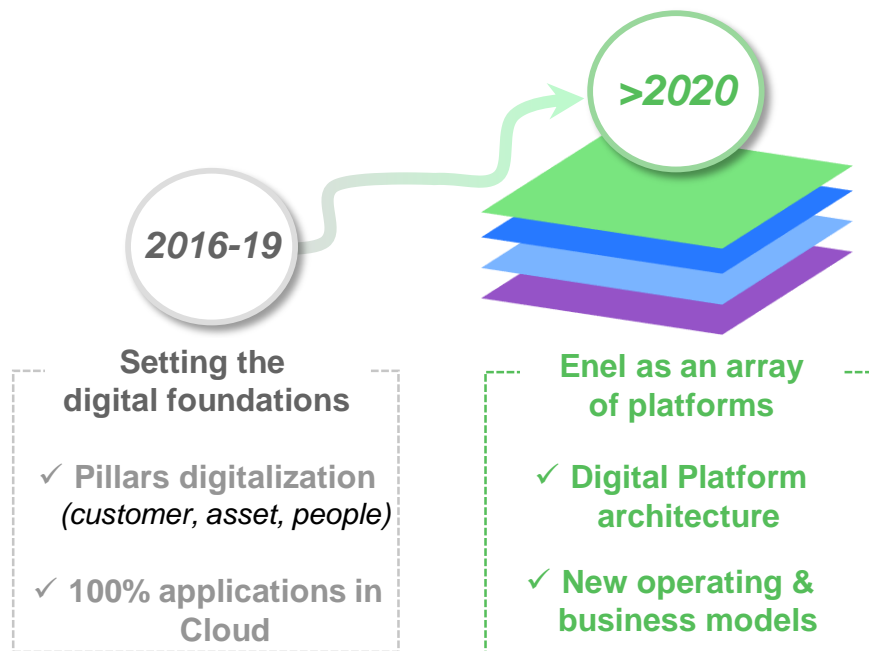 >2020
2016-19
Setting the
digital foundations
✓ Pillars digitalization
(customer, asset, people)
✓ 100% applications in
Cloud
Enel as an array
of platforms
✓ Digital Platform
architecture
✓ New operating &
business models